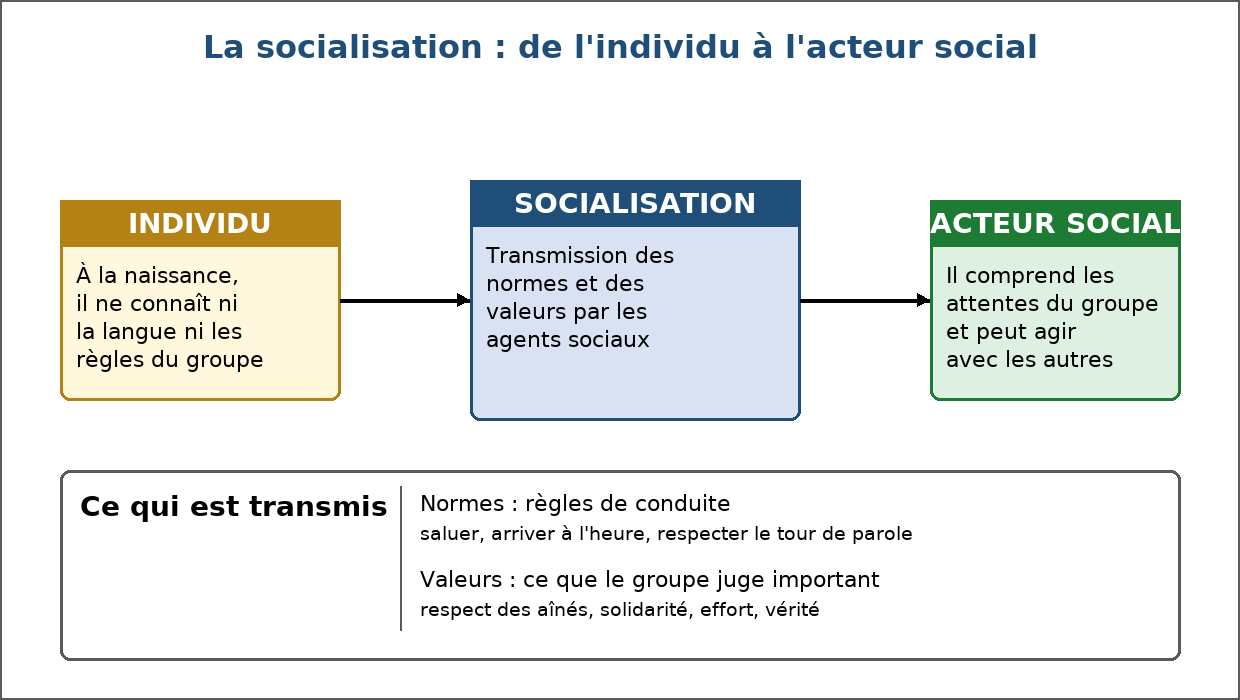 La socialisation : de l'individu à l'acteur social
INDIVIDU
À la naissance,
il ne connaît ni
la langue ni les
règles du groupe
SOCIALISATION
Transmission des
normes et des
valeurs par les
agents sociaux
ACTEUR SOCIAL
Il comprend les
attentes du groupe
et peut agir
avec les autres
Ce qui est transmis
Normes : règles de conduite
saluer, arriver à l'heure, respecter le tour de parole
Valeurs : ce que le groupe juge important
respect des aînés, solidarité, effort, vérité